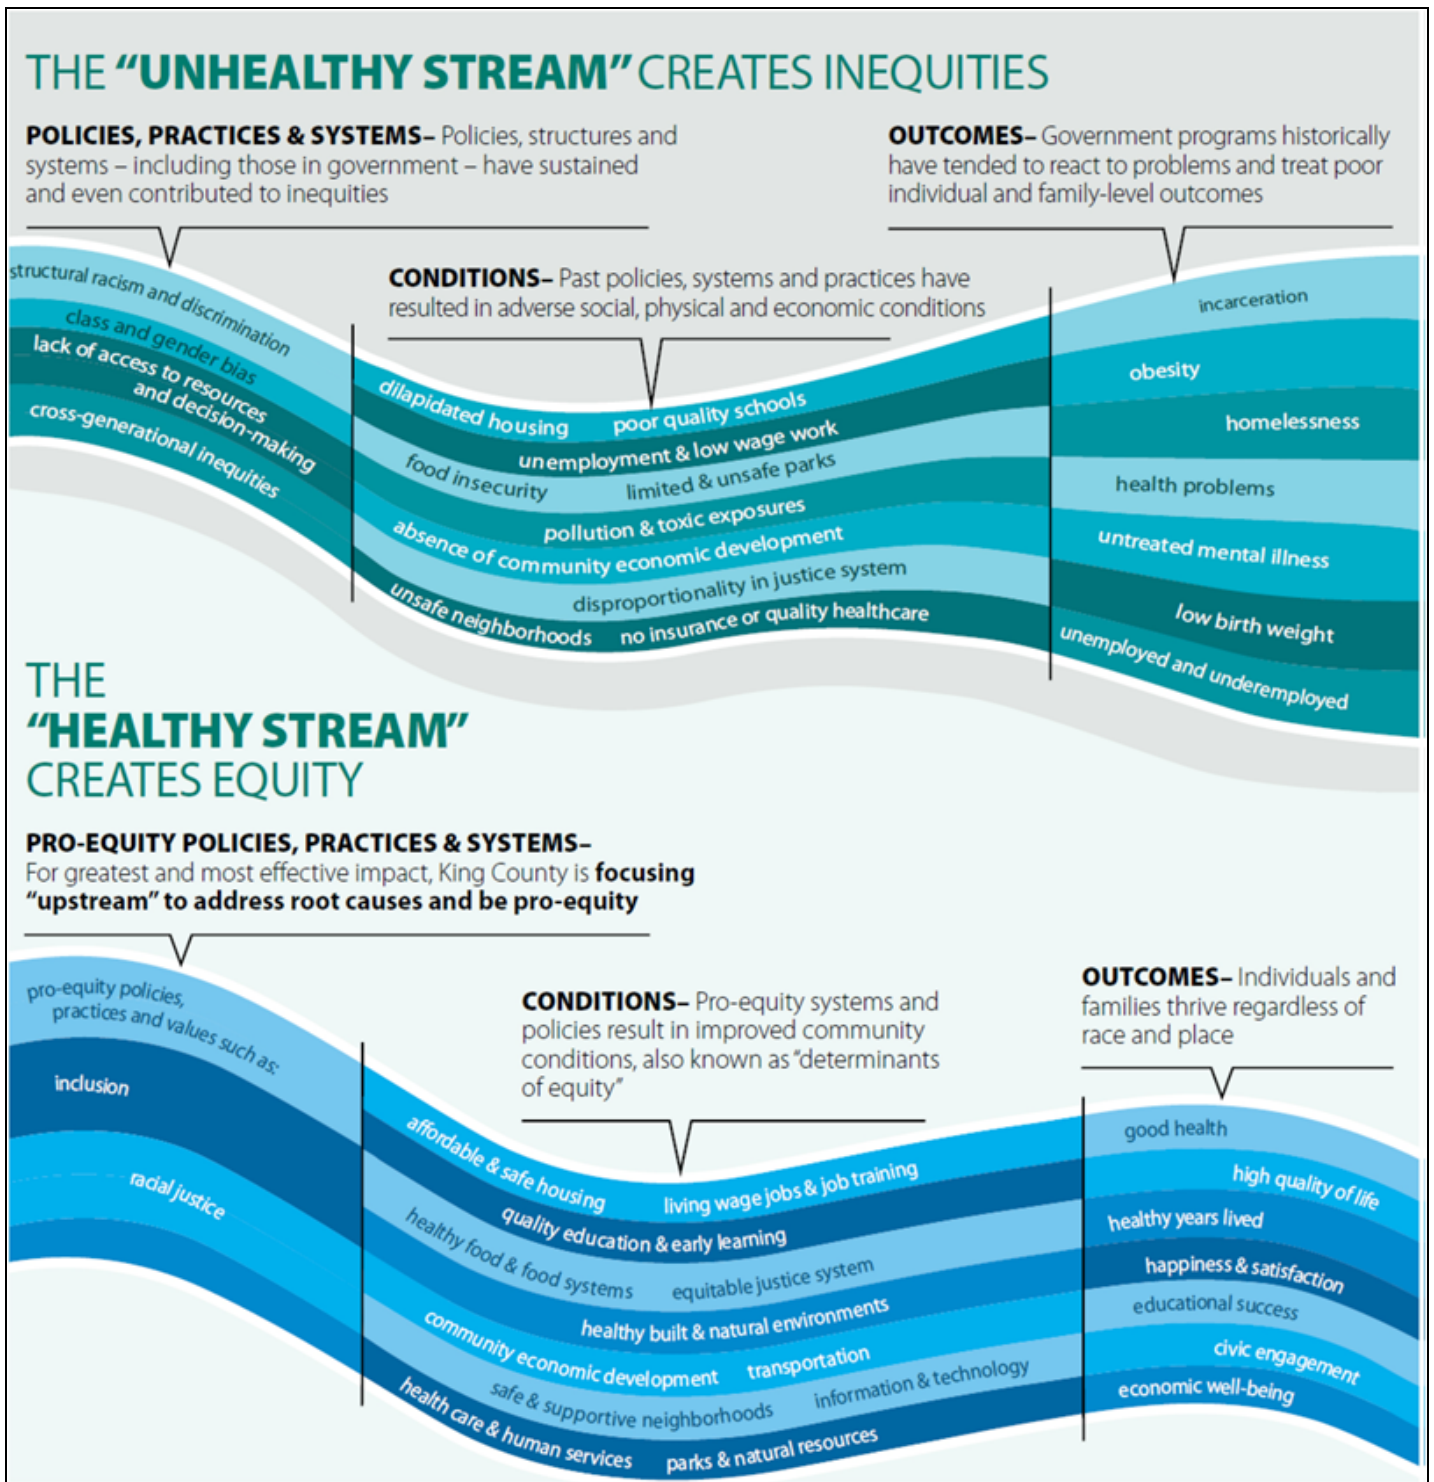 THE “UNHEALTHY STREAM” CREATES INEQUITIES
POLICIES, PRACTICES & SYSTEMS– Policies, structures and
systems – including those in government – have sustained
and even contributed to inequities
OUTCOMES– Government programs historically
have tended to react to problems and treat poor
individual and family-level outcomes
CONDITIONS– Past policies, systems and practices have
resulted in adverse social, physical and economic conditions
structural racism and discrimination
class and gender bias
lack of access to resources
and decision-making
cross-generational inequities
dilapidated housing
poor quality schools
unemployment & low wage work
food insecurity
limited & unsafe parks
pollution & toxic exposures
absence of community economic development
disproportionality in justice system
unsafe neighborhoods
no insurance or quality healthcare
incarceration
obesity
homelessness
health problems
untreated mental illness
low birth weight
unemployed and underemployed
THE
“HEALTHY STREAM”
CREATES EQUITY
PRO-EQUITY POLICIES, PRACTICES & SYSTEMS–
For greatest and most effective impact, King County is focusing
“upstream” to address root causes and be pro-equity
CONDITIONS– Pro-equity systems and
policies result in improved community
conditions, also known as “determinants
of equity”
OUTCOMES– Individuals and
families thrive regardless of
race and place
pro-equity policies,
practices and values such as:
inclusion
racial justice
affordable & safe housing
living wage jobs & job training
quality education & early learning
healthy food & food systems
equitable justice system
healthy built & natural environments
community economic development
transportation
safe & supportive neighborhoods
information & technology
health care & human services
parks & natural resources
good health
high quality of life
healthy years lived
happiness & satisfaction
educational success
civic engagement
economic well-being